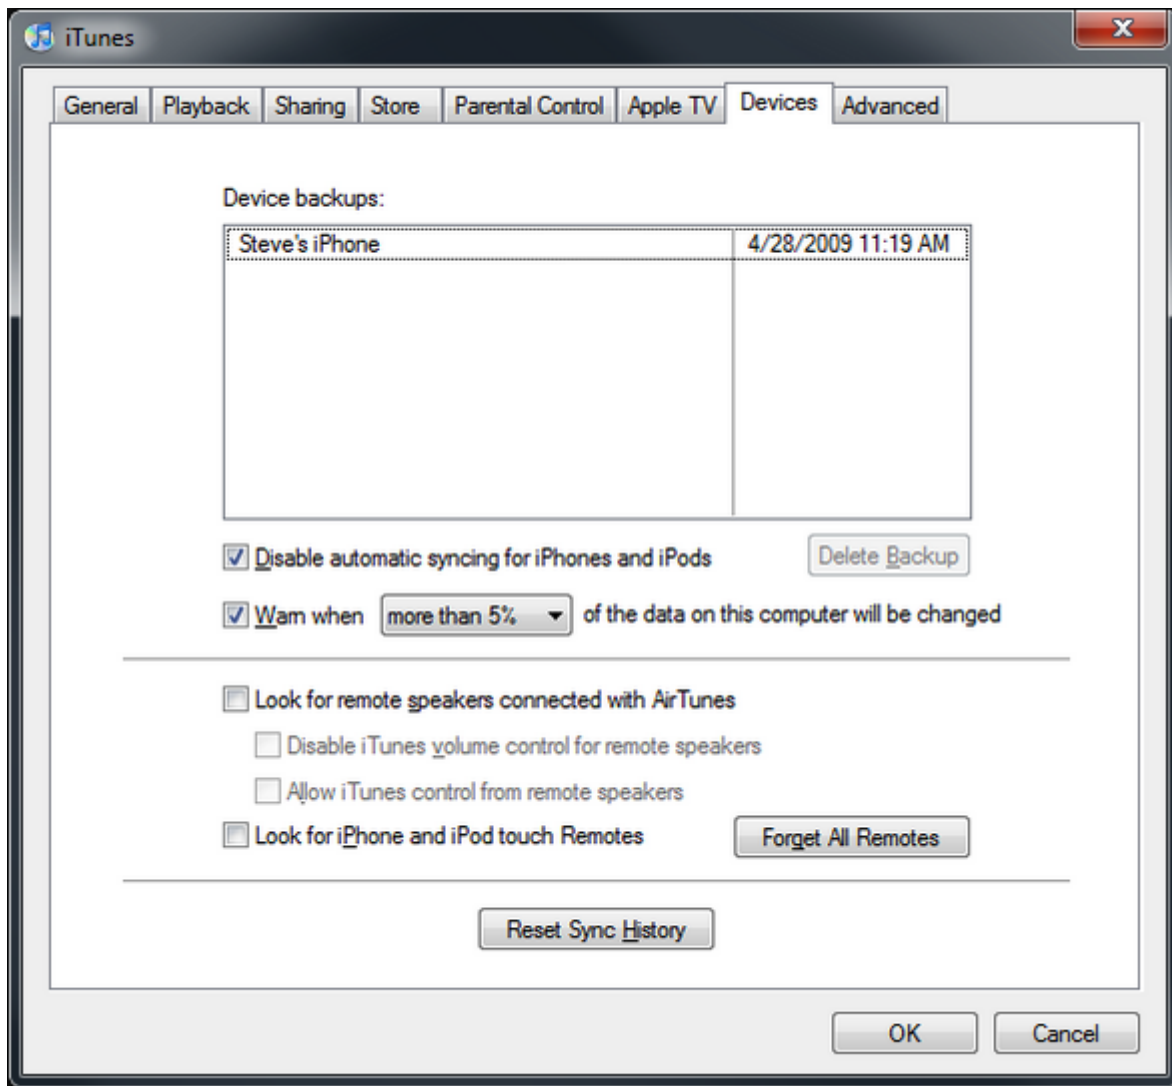 iTunes
General Playback Sharing Store Parental Control Apple TV Devices Advanced
Device backups:
Steve's iPhone 4/28/2009 11:19 AM
Disable automatic syncing for iPhones and iPods Delete Backup
Warn when more than 5% of the data on this computer will be changed
Look for remote speakers connected with AirTunes
Disable iTunes volume control for remote speakers
Allow iTunes control from remote speakers
Look for iPhone and iPod touch Remotes Forget All Remotes
Reset Sync History
OK Cancel